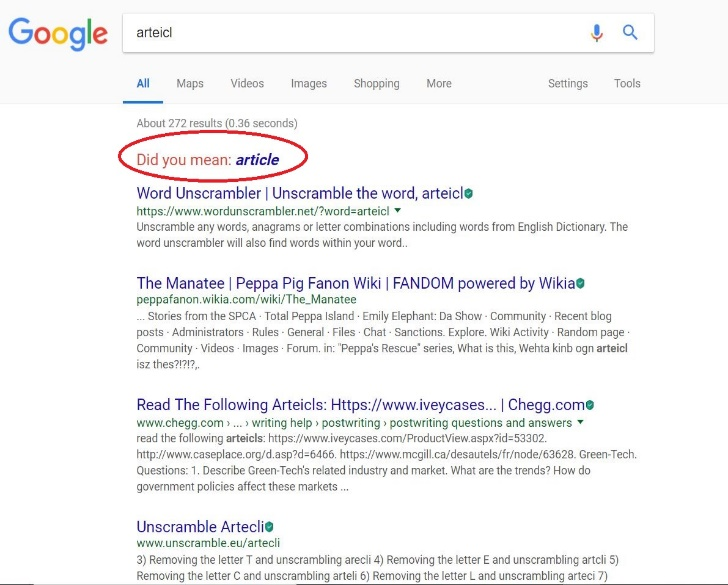 Google
arteicl
All Maps Videos Images Shopping More Settings Tools
About 272 results (0.36 seconds)
Did you mean: article
Word Unscrambler | Unscramble the word, arteicl
https://www.wordunscrambler.net/?word=arteicl
Unscramble any words, anagrams or letter combinations including words from English Dictionary. The
word unscrambler will also find words within your word..
The Manatee | Peppa Pig Fanon Wiki | FANDOM powered by Wikia
peppafanon.wikia.com/wiki/The_Manatee
... Stories from the SPCA · Total Peppa Island · Emily Elephant: Da Show · Community · Recent blog
posts · Administrators · Rules · General · Files · Chat · Sanctions. Explore. Wiki Activity · Random page ·
Community · Videos · Images · Forum. in: "Peppa's Rescue" series, What is this, Wehta kinb ogn arteicl
isz thes?!?!?,.
Read The Following Arteicls: Https://www.iveycases... | Chegg.com
www.chegg.com › ... › writing help › postwriting › postwriting questions and answers
read the following arteicls: https://www.iveycases.com/ProductView.aspx?id=53302.
http://www.caseplace.org/d.asp?d=6466. https://www.mcgill.ca/desautels/fr/node/63628. Green-Tech.
Questions: 1. Describe Green-Tech's related industry and market. What are the trends? How do
government policies affect these markets ...
Unscramble Artecli
www.unscramble.eu/artecli
3) Removing the letter T and unscrambling arecli 4) Removing the letter E and unscrambling artcli 5)
Removing the letter C and unscrambling arteli 6) Removing the letter L and unscrambling arteci 7)